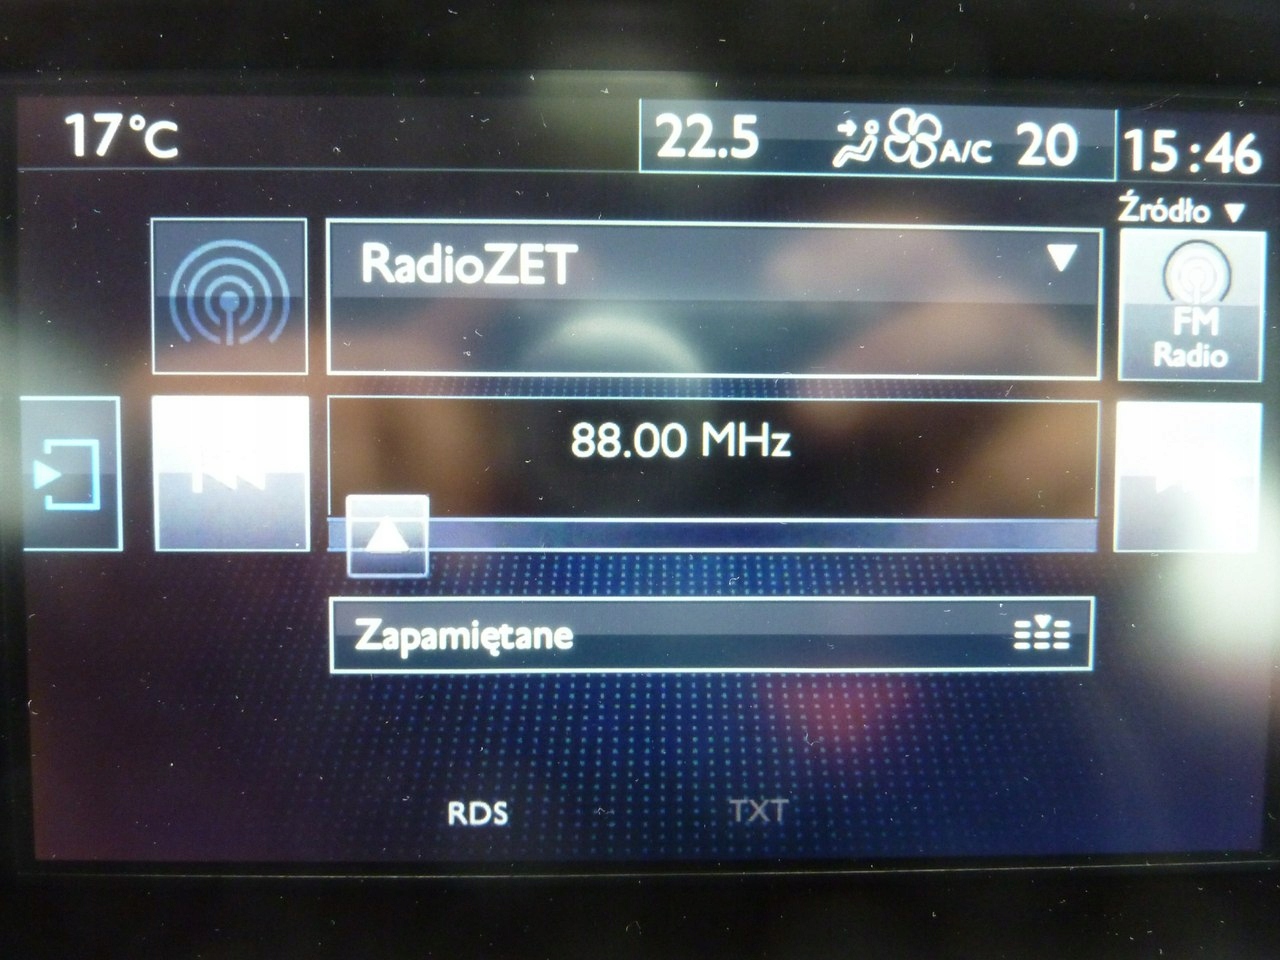 17°C
22.5
A/C
20
15:46
Źródło
RadioZET
FM
Radio
88.00 MHz
Zapamiętane
RDS
TXT